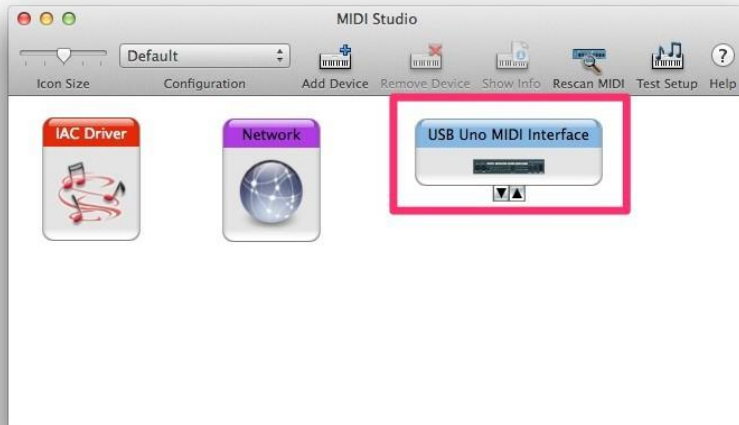 MIDI Studio
Default
Icon Size Configuration Add Device Remove Device Show Info Rescan MIDI Test Setup Help
?
IAC Driver Network USB Uno MIDI Interface